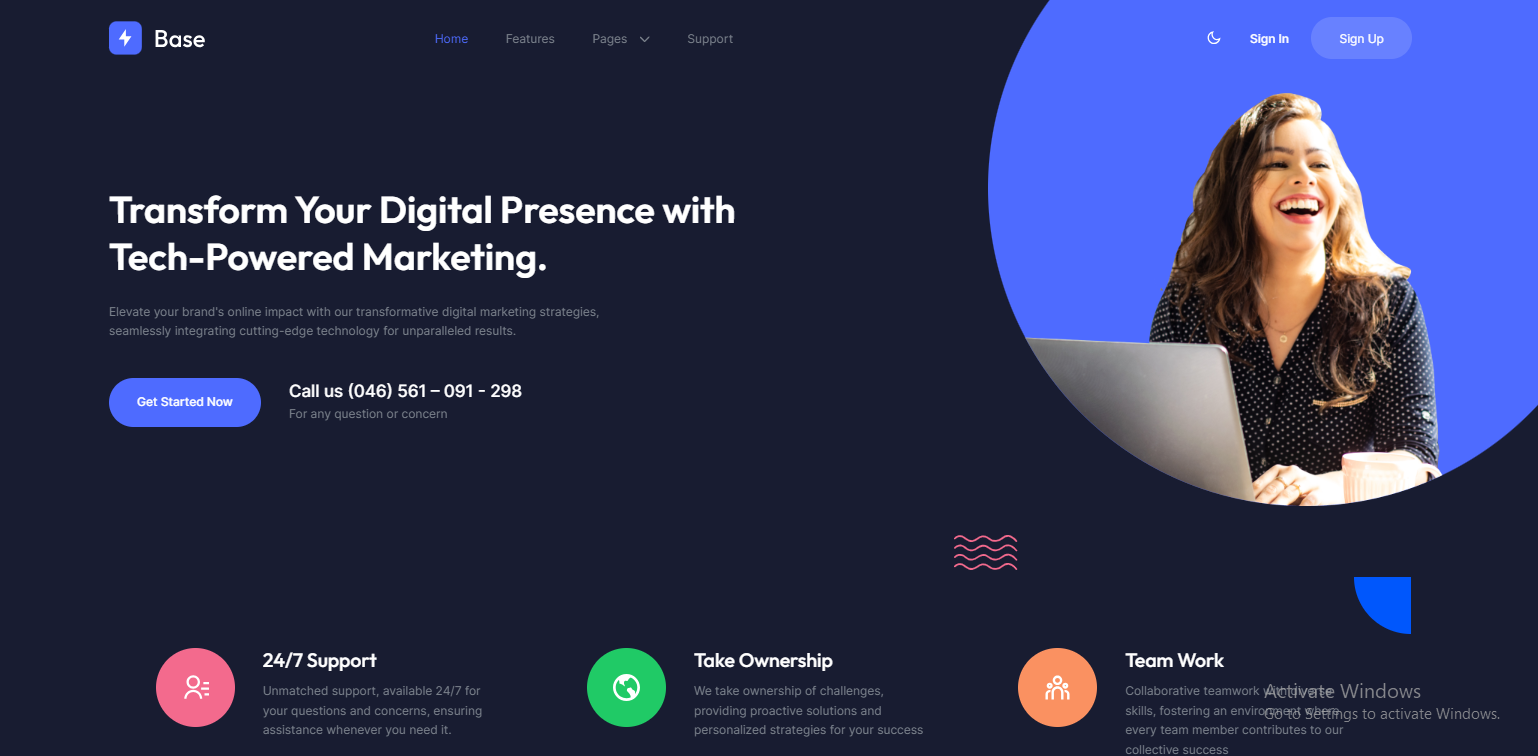 Base
Home
Features
Pages
Support
Sign In
Sign Up
Transform Your Digital Presence with
Tech-Powered Marketing.
Elevate your brand's online impact with our transformative digital marketing strategies,
seamlessly integrating cutting-edge technology for unparalleled results.
Get Started Now
Call us (046) 561 – 091 - 298
For any question or concern
24/7 Support
Unmatched support, available 24/7 for
your questions and concerns, ensuring
assistance whenever you need it.
Take Ownership
We take ownership of challenges,
providing proactive solutions and
personalized strategies for your success
Team Work
Collaborative teamwork with diverse
skills, fostering an environment where
every team member contributes to our
collective success
Activate Windows
Go to Settings to activate Windows.